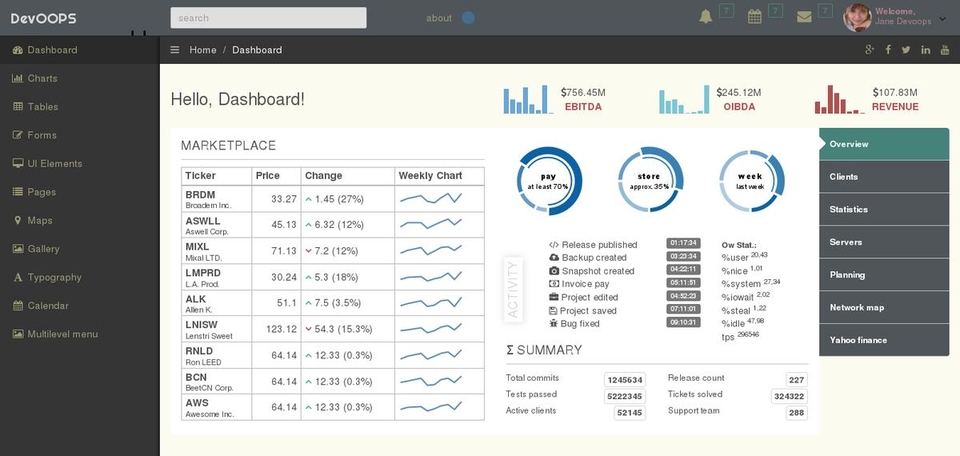 DevOOPS
search
about
7
7
7
Welcome,
Jane Devoops
Dashboard
Charts
Tables
Forms
UI Elements
Pages
Maps
Gallery
Typography
Calendar
Multilevel menu
Home / Dashboard
Hello, Dashboard!
$756.45M
EBITDA
$245.12M
OIBDA
$107.83M
REVENUE
MARKETPLACE
Ticker Price Change Weekly Chart
BRDM 33.27 1.45 (27%)
Broadem Inc.
ASWLL 45.13 6.32 (12%)
Aswell Corp.
MIXL 71.13 7.2 (12%)
Mixal LTD.
LMPRD 30.24 5.3 (18%)
L.A. Prod.
ALK 51.1 7.5 (3.5%)
Allen K.
LNISW 123.12 54.3 (15.3%)
Lenstri Sweet
RNLD 64.14 12.33 (0.3%)
Ron LEED
BCN 64.14 12.33 (0.3%)
BeetCN Corp.
AWS 64.14 12.33 (0.3%)
Awesome Inc.
pay
at least 70%
store
approx. 35%
week
last week
ACTIVITY
Release published 01:17:34
Backup created 03:23:34
Snapshot created 04:22:11
Invoice pay 05:11:51
Project edited 04:52:23
Project saved 07:11:01
Bug fixed 09:10:31
Ow Stat.:
%user 20,43
%nice 1,01
%system 27,34
%iowait 2,02
%steal 1,22
%idle 47,98
tps 296546
Σ SUMMARY
Total commits 1245634
Tests passed 5222345
Active clients 52145
Release count 227
Tickets solved 324322
Support team 288
Overview
Clients
Statistics
Servers
Planning
Network map
Yahoo finance